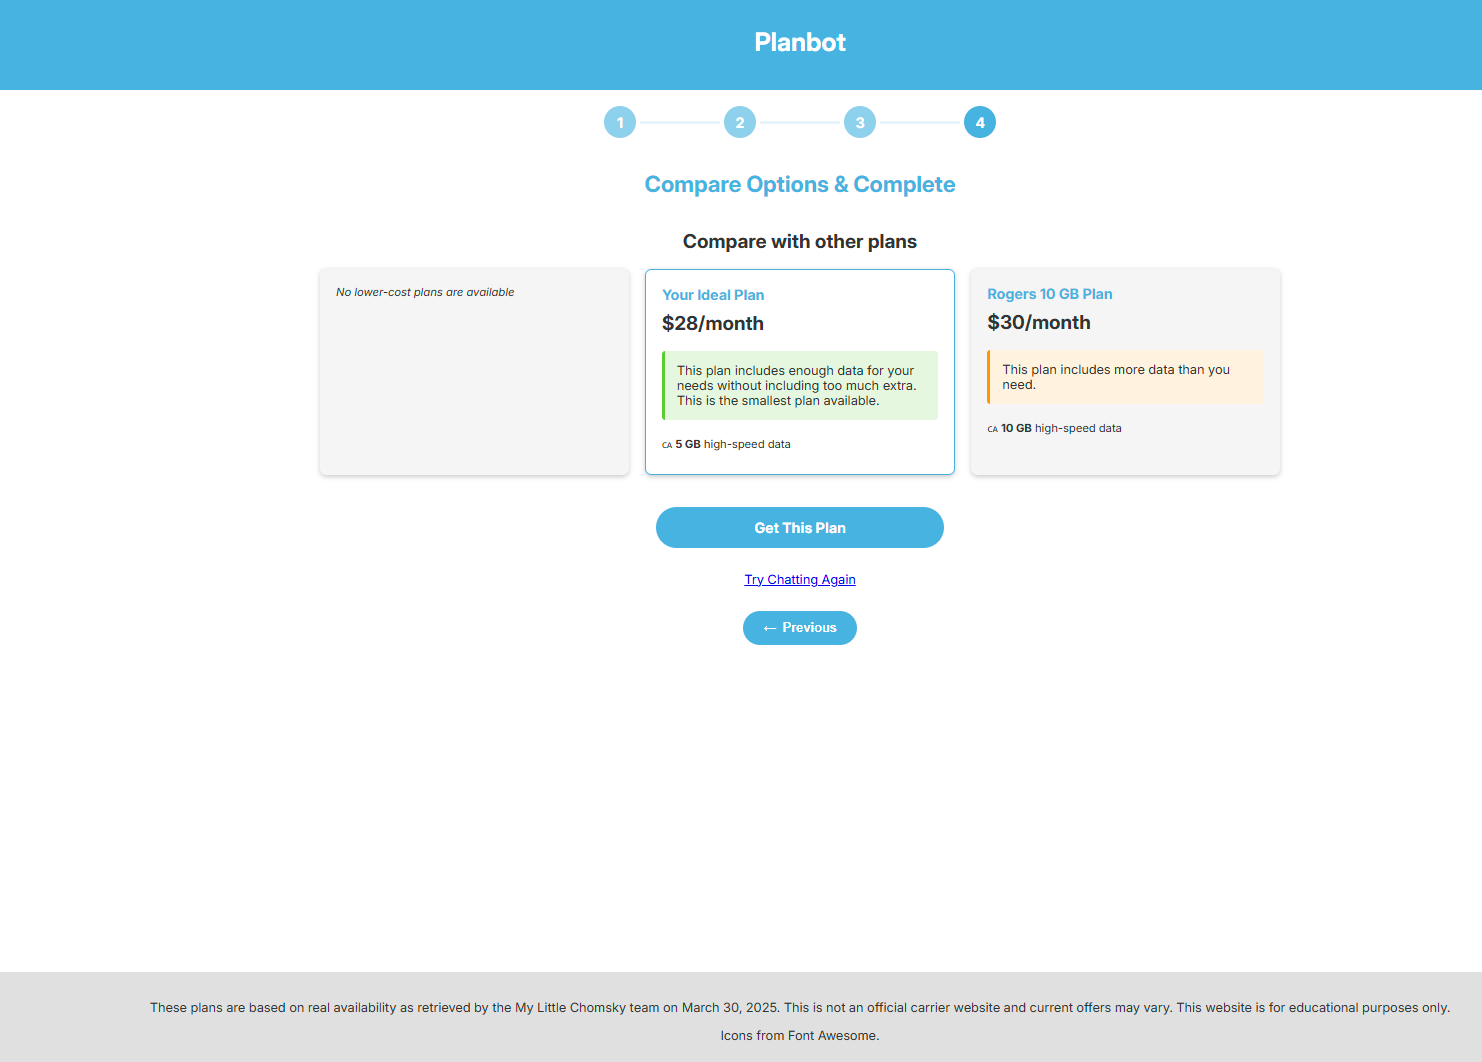 Planbot
1
2
3
4
Compare Options & Complete
Compare with other plans
No lower-cost plans are available
Your Ideal Plan
$28/month
This plan includes enough data for your
needs without including too much extra.
This is the smallest plan available.
CA 5 GB high-speed data
Rogers 10 GB Plan
$30/month
This plan includes more data than you
need.
CA 10 GB high-speed data
Get This Plan
Try Chatting Again
← Previous
These plans are based on real availability as retrieved by the My Little Chomsky team on March 30, 2025. This is not an official carrier website and current offers may vary. This website is for educational purposes only.
Icons from Font Awesome.